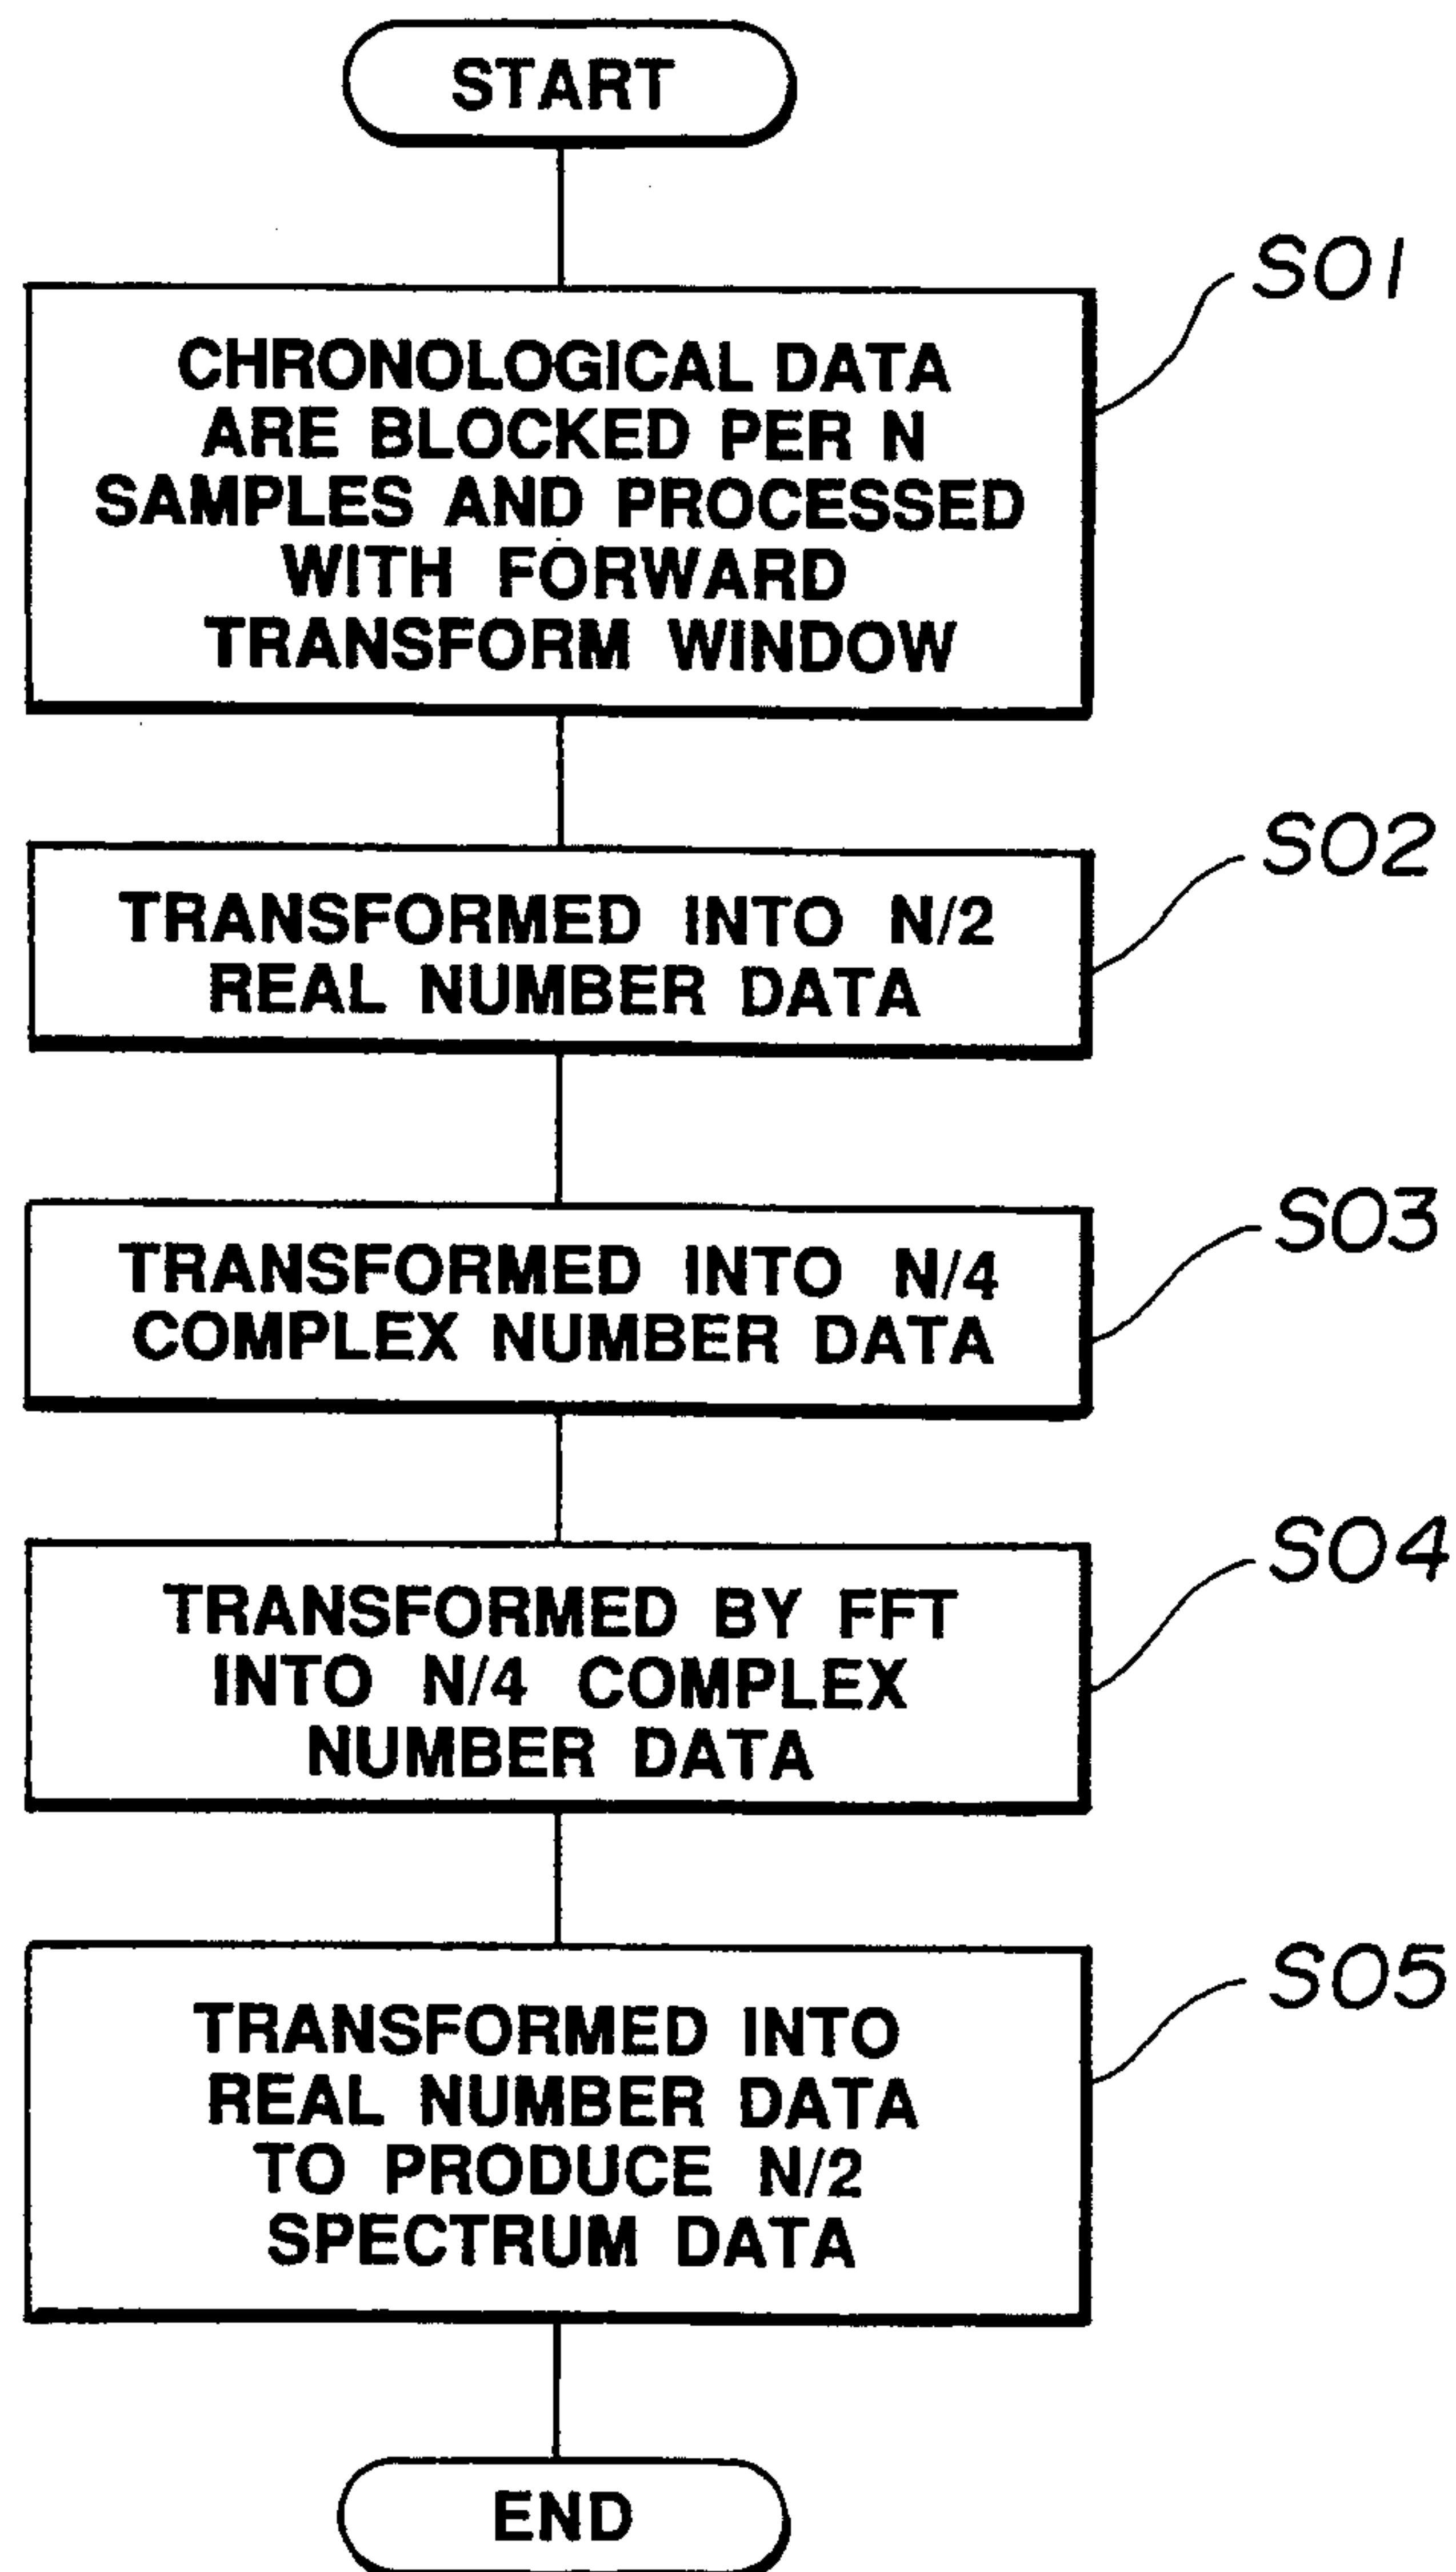 START
S01
CHRONOLOGICAL DATA
ARE BLOCKED PER N
SAMPLES AND PROCESSED
WITH FORWARD
TRANSFORM WINDOW
S02
TRANSFORMED INTO N/2
REAL NUMBER DATA
S03
TRANSFORMED INTO N/4
COMPLEX NUMBER DATA
S04
TRANSFORMED BY FFT
INTO N/4 COMPLEX
NUMBER DATA
S05
TRANSFORMED INTO
REAL NUMBER DATA
TO PRODUCE N/2
SPECTRUM DATA
END